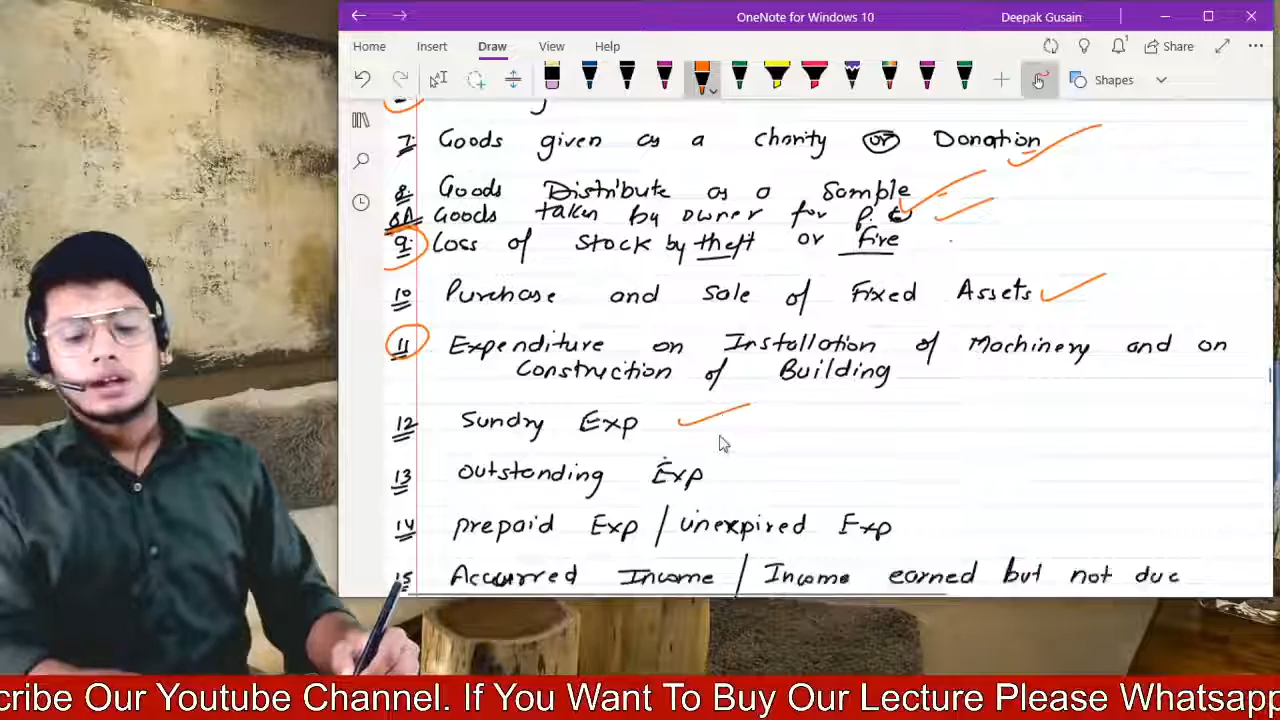 OneNote for Windows 10
Deepak Gusain
Home Insert Draw View Help
Share
Shapes
7. Goods given as a charity or Donation
8. Goods Distribute as a Sample
8A Goods taken by owner for P.
9. Loss of Stock by theft or Fire
10 Purchase and Sale of Fixed Assets
11 Expenditure on Installation of Machinery and on
Construction of Building
12 Sundry Exp
13 outstanding Exp
14 prepaid Exp / unexpired Exp
15 Accurred Income / Income earned but not due
cribe Our Youtube Channel. If You Want To Buy Our Lecture Please Whatsapp